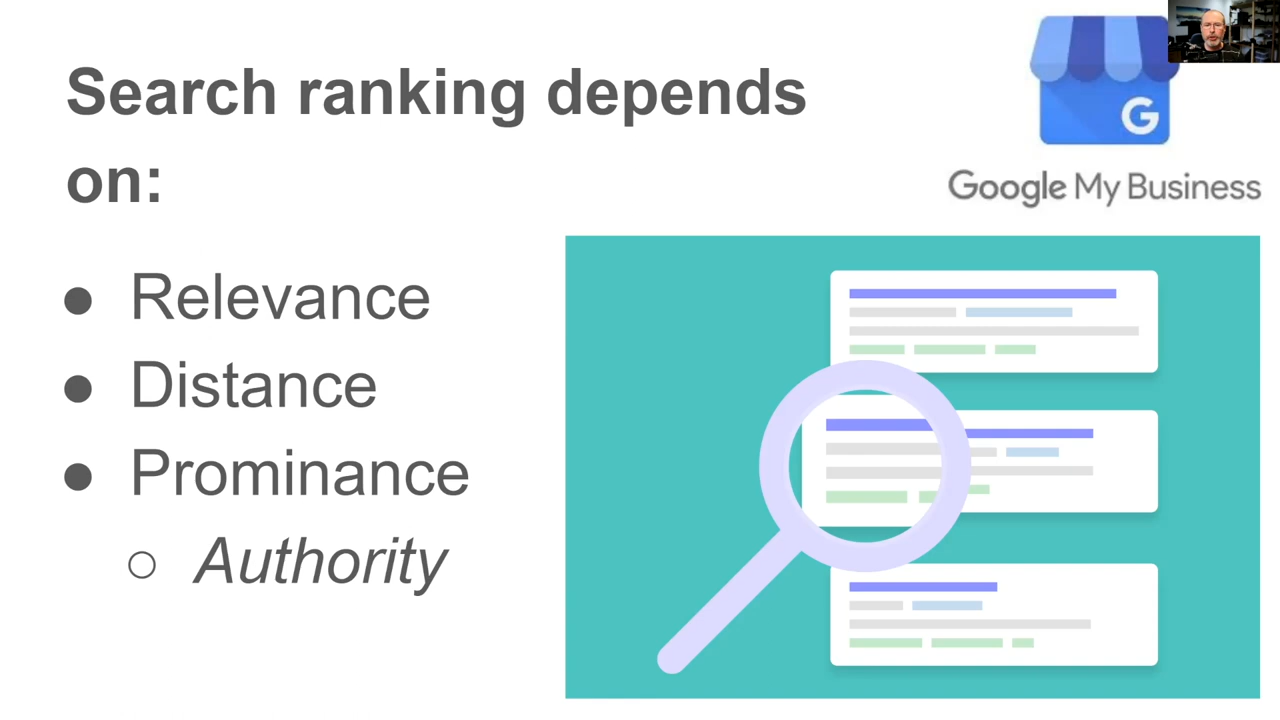 Search ranking depends
on:
G
Google My Business
● Relevance
● Distance
● Prominance
○ Authority